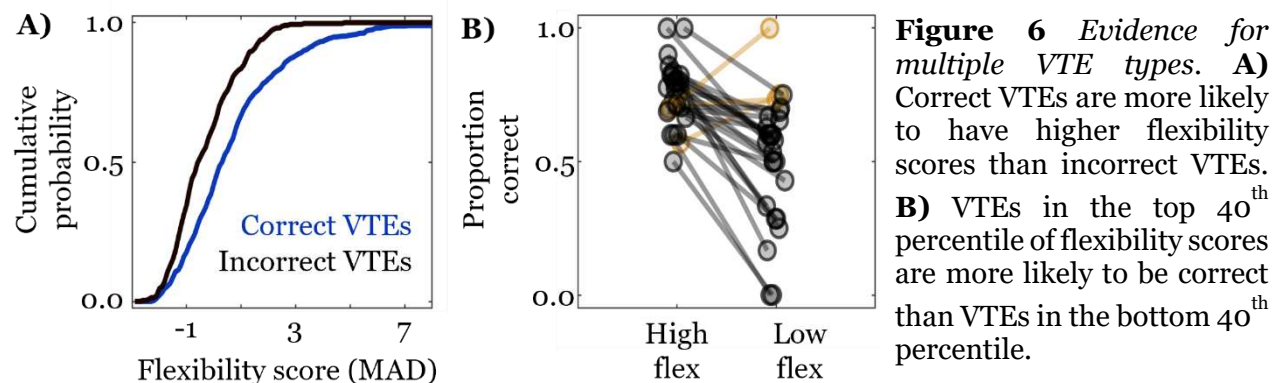 A)
1.0
0.5
0.0
Cumulative
probability
Correct VTEs
Incorrect VTEs
-1 3 7
Flexibility score (MAD)
B)
1.0
0.5
0.0
Proportion
correct
High
flex
Low
flex
Figure 6 Evidence for
multiple VTE types. A)
Correct VTEs are more likely
to have higher flexibility
scores than incorrect VTEs.
B) VTEs in the top 40th
percentile of flexibility scores
are more likely to be correct
than VTEs in the bottom 40th
percentile.